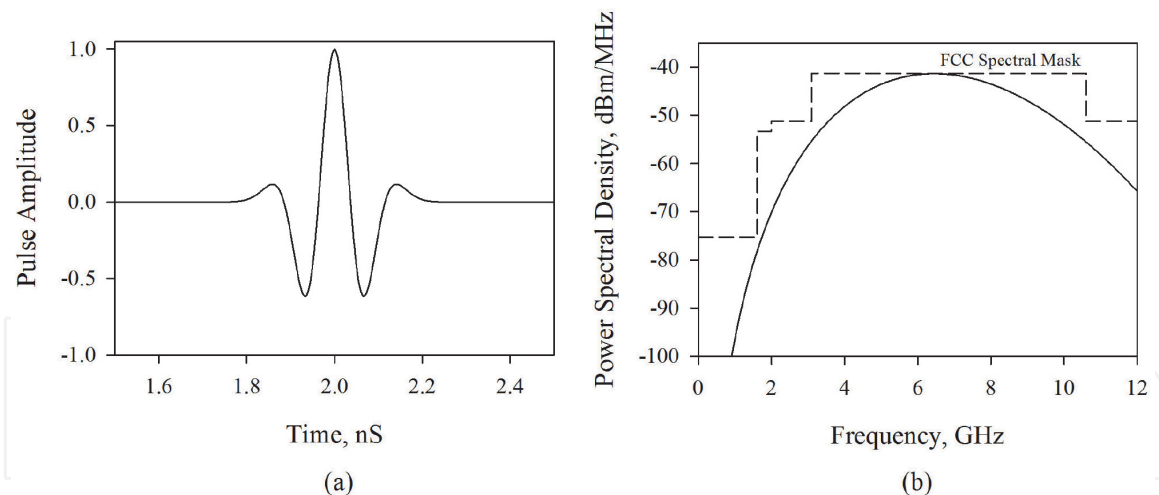 Pulse Amplitude
1.0
0.5
0.0
-0.5
-1.0
1.6 1.8 2.0 2.2 2.4
Time, nS
(a)
Power Spectral Density, dBm/MHz
FCC Spectral Mask
-40
-50
-60
-70
-80
-90
-100
0 2 4 6 8 10 12
Frequency, GHz
(b)